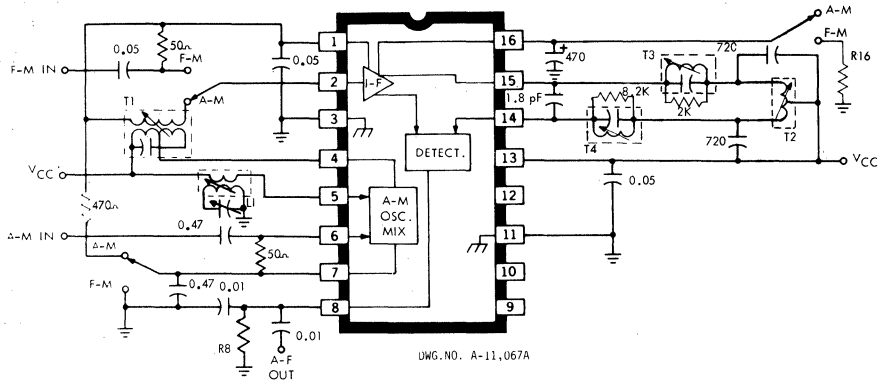 A-M
F-M
R16
0.05
50Ω
F-M IN
F-M
A-M
T1
0.05
1
2
3
4
5
6
7
8
I-F
DETECT.
A-M
OSC.
MIX
16
15
14
13
12
11
10
9
470
+
1.8 pF
T3
2K
8.2K
T4
720
720
T2
VCC
0.05
VCC
L1
470Ω
0.47
A-M IN
50Ω
A-M
F-M
0.47
0.01
R8
0.01
A-F
OUT
DWG.NO. A-11,067A